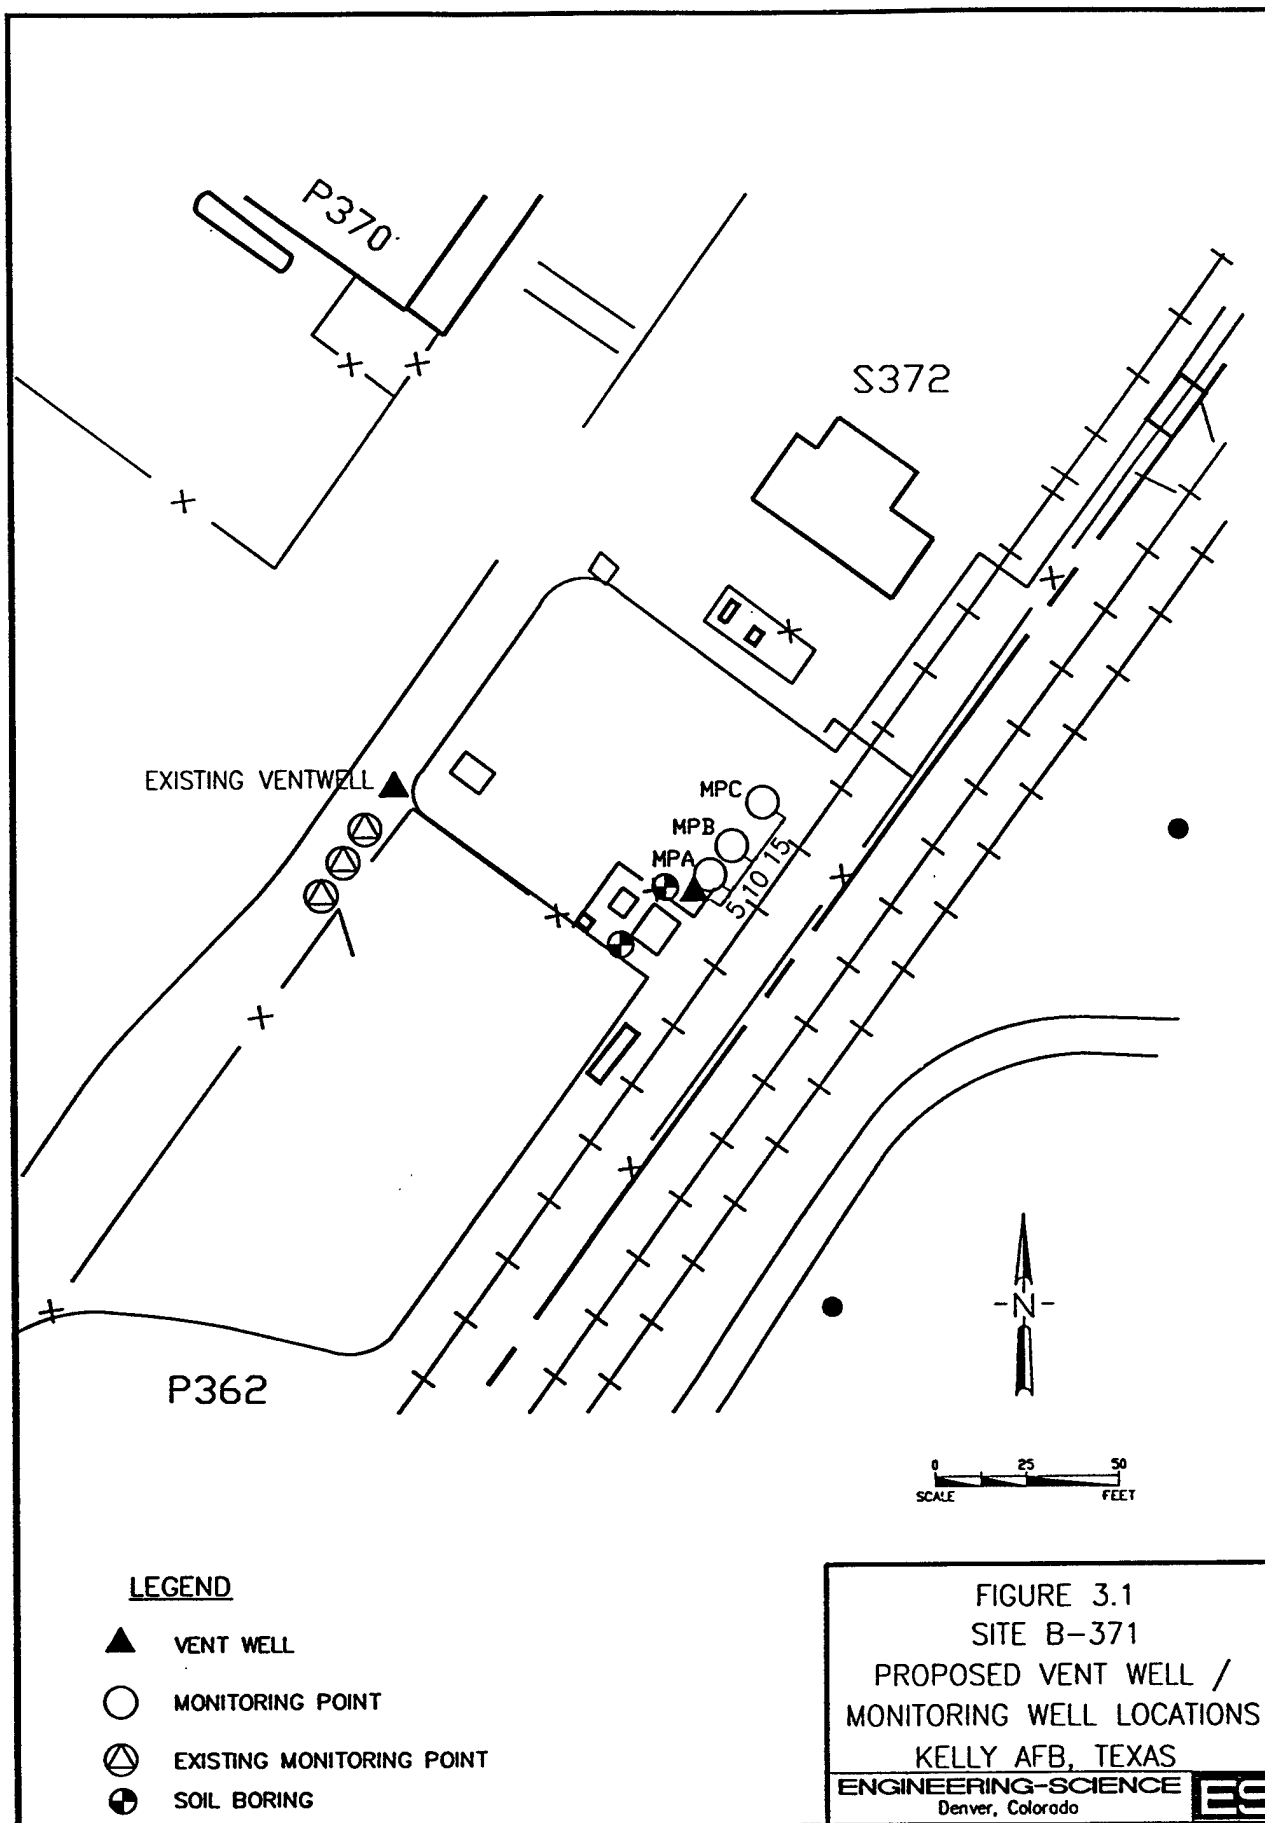 P370
S372
EXISTING VENTWELL
MPC
MPB
MPA
5 10 15
-N-
P362
0 25 50
SCALE FEET
LEGEND
VENT WELL
MONITORING POINT
EXISTING MONITORING POINT
SOIL BORING
FIGURE 3.1
SITE B-371
PROPOSED VENT WELL /
MONITORING WELL LOCATIONS
KELLY AFB, TEXAS
ENGINEERING-SCIENCE
Denver, Colorado
ES